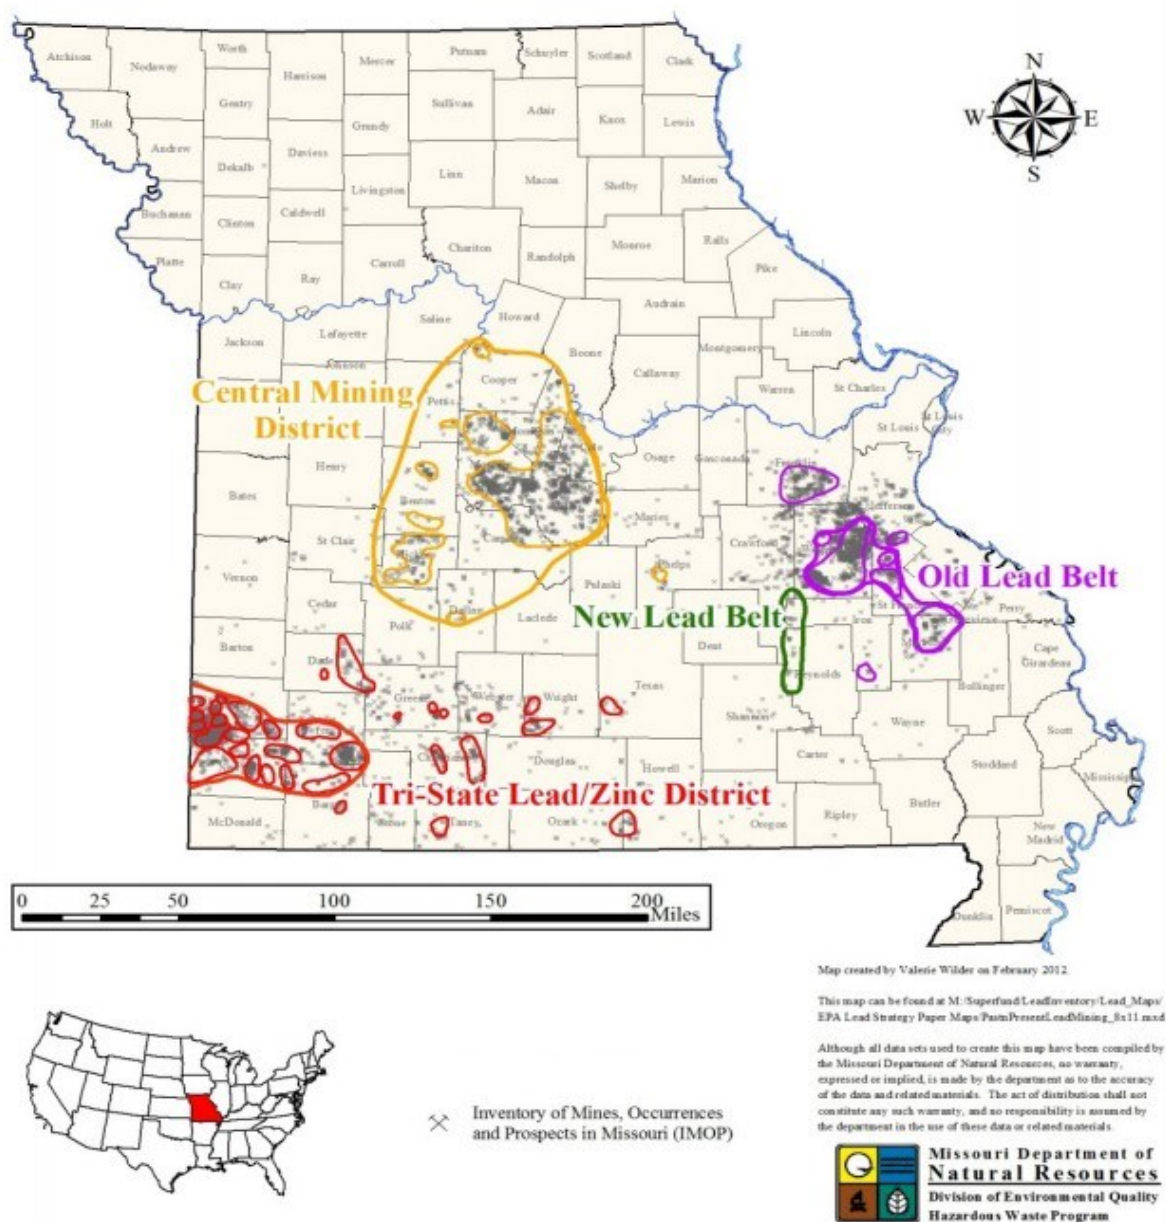 Atchison
Nodaway
Worth
Harrison
Mercer
Putnam
Schuyler
Scotland
Clark
N
W E
S
Holt
Gentry
Sullivan
Adair
Knox
Lewis
Andrew
Dekalb
Daviess
Grundy
Linn
Macon
Shelby
Marion
Livingston
Buchanan
Clinton
Caldwell
Chariton
Randolph
Monroe
Ralls
Pike
Platte
Clay
Ray
Carroll
Audrain
Jackson
Lafayette
Saline
Howard
Boone
Callaway
Montgomery
Lincoln
Johnson
Warren
St Charles
Central Mining
District
Cooper
Pettis
St Louis
City
St Louis
Henry
Osage
Gasconade
Franklin
Bates
Benton
Jefferson
St Clair
Maries
Crawford
Vernon
Phelps
Pulaski
Old Lead Belt
New Lead Belt
Cedar
Polk
Dallas
Laclede
Dent
Iron
Perry
Barton
Dade
Texas
Reynolds
Cape
Girardeau
Bollinger
Webster
Wright
Shannon
Wayne
Scott
Carter
Stoddard
Mississippi
Douglas
Howell
Tri-State Lead/Zinc District
McDonald
Taney
Ozark
Oregon
Ripley
Butler
New
Madrid
Dunklin
Pemiscot
0 25 50 100 150 200
Miles
Map created by Valerie Wilder on February 2012
This map can be found at M:/Superfund/LeadInventory/Lead_Maps/
EPA Lead Strategy Paper Maps/PastnPresentLeadMining_8x11.mxd
Although all data sets used to create this map have been compiled by
the Missouri Department of Natural Resources, no warranty,
expressed or implied, is made by the department as to the accuracy
of the data and related materials. The act of distribution shall not
constitute any such warranty, and no responsibility is assumed by
the department in the use of these data or related materials.
Inventory of Mines, Occurrences
and Prospects in Missouri (IMOP)
Missouri Department of
Natural Resources
Division of Environmental Quality
Hazardous Waste Program